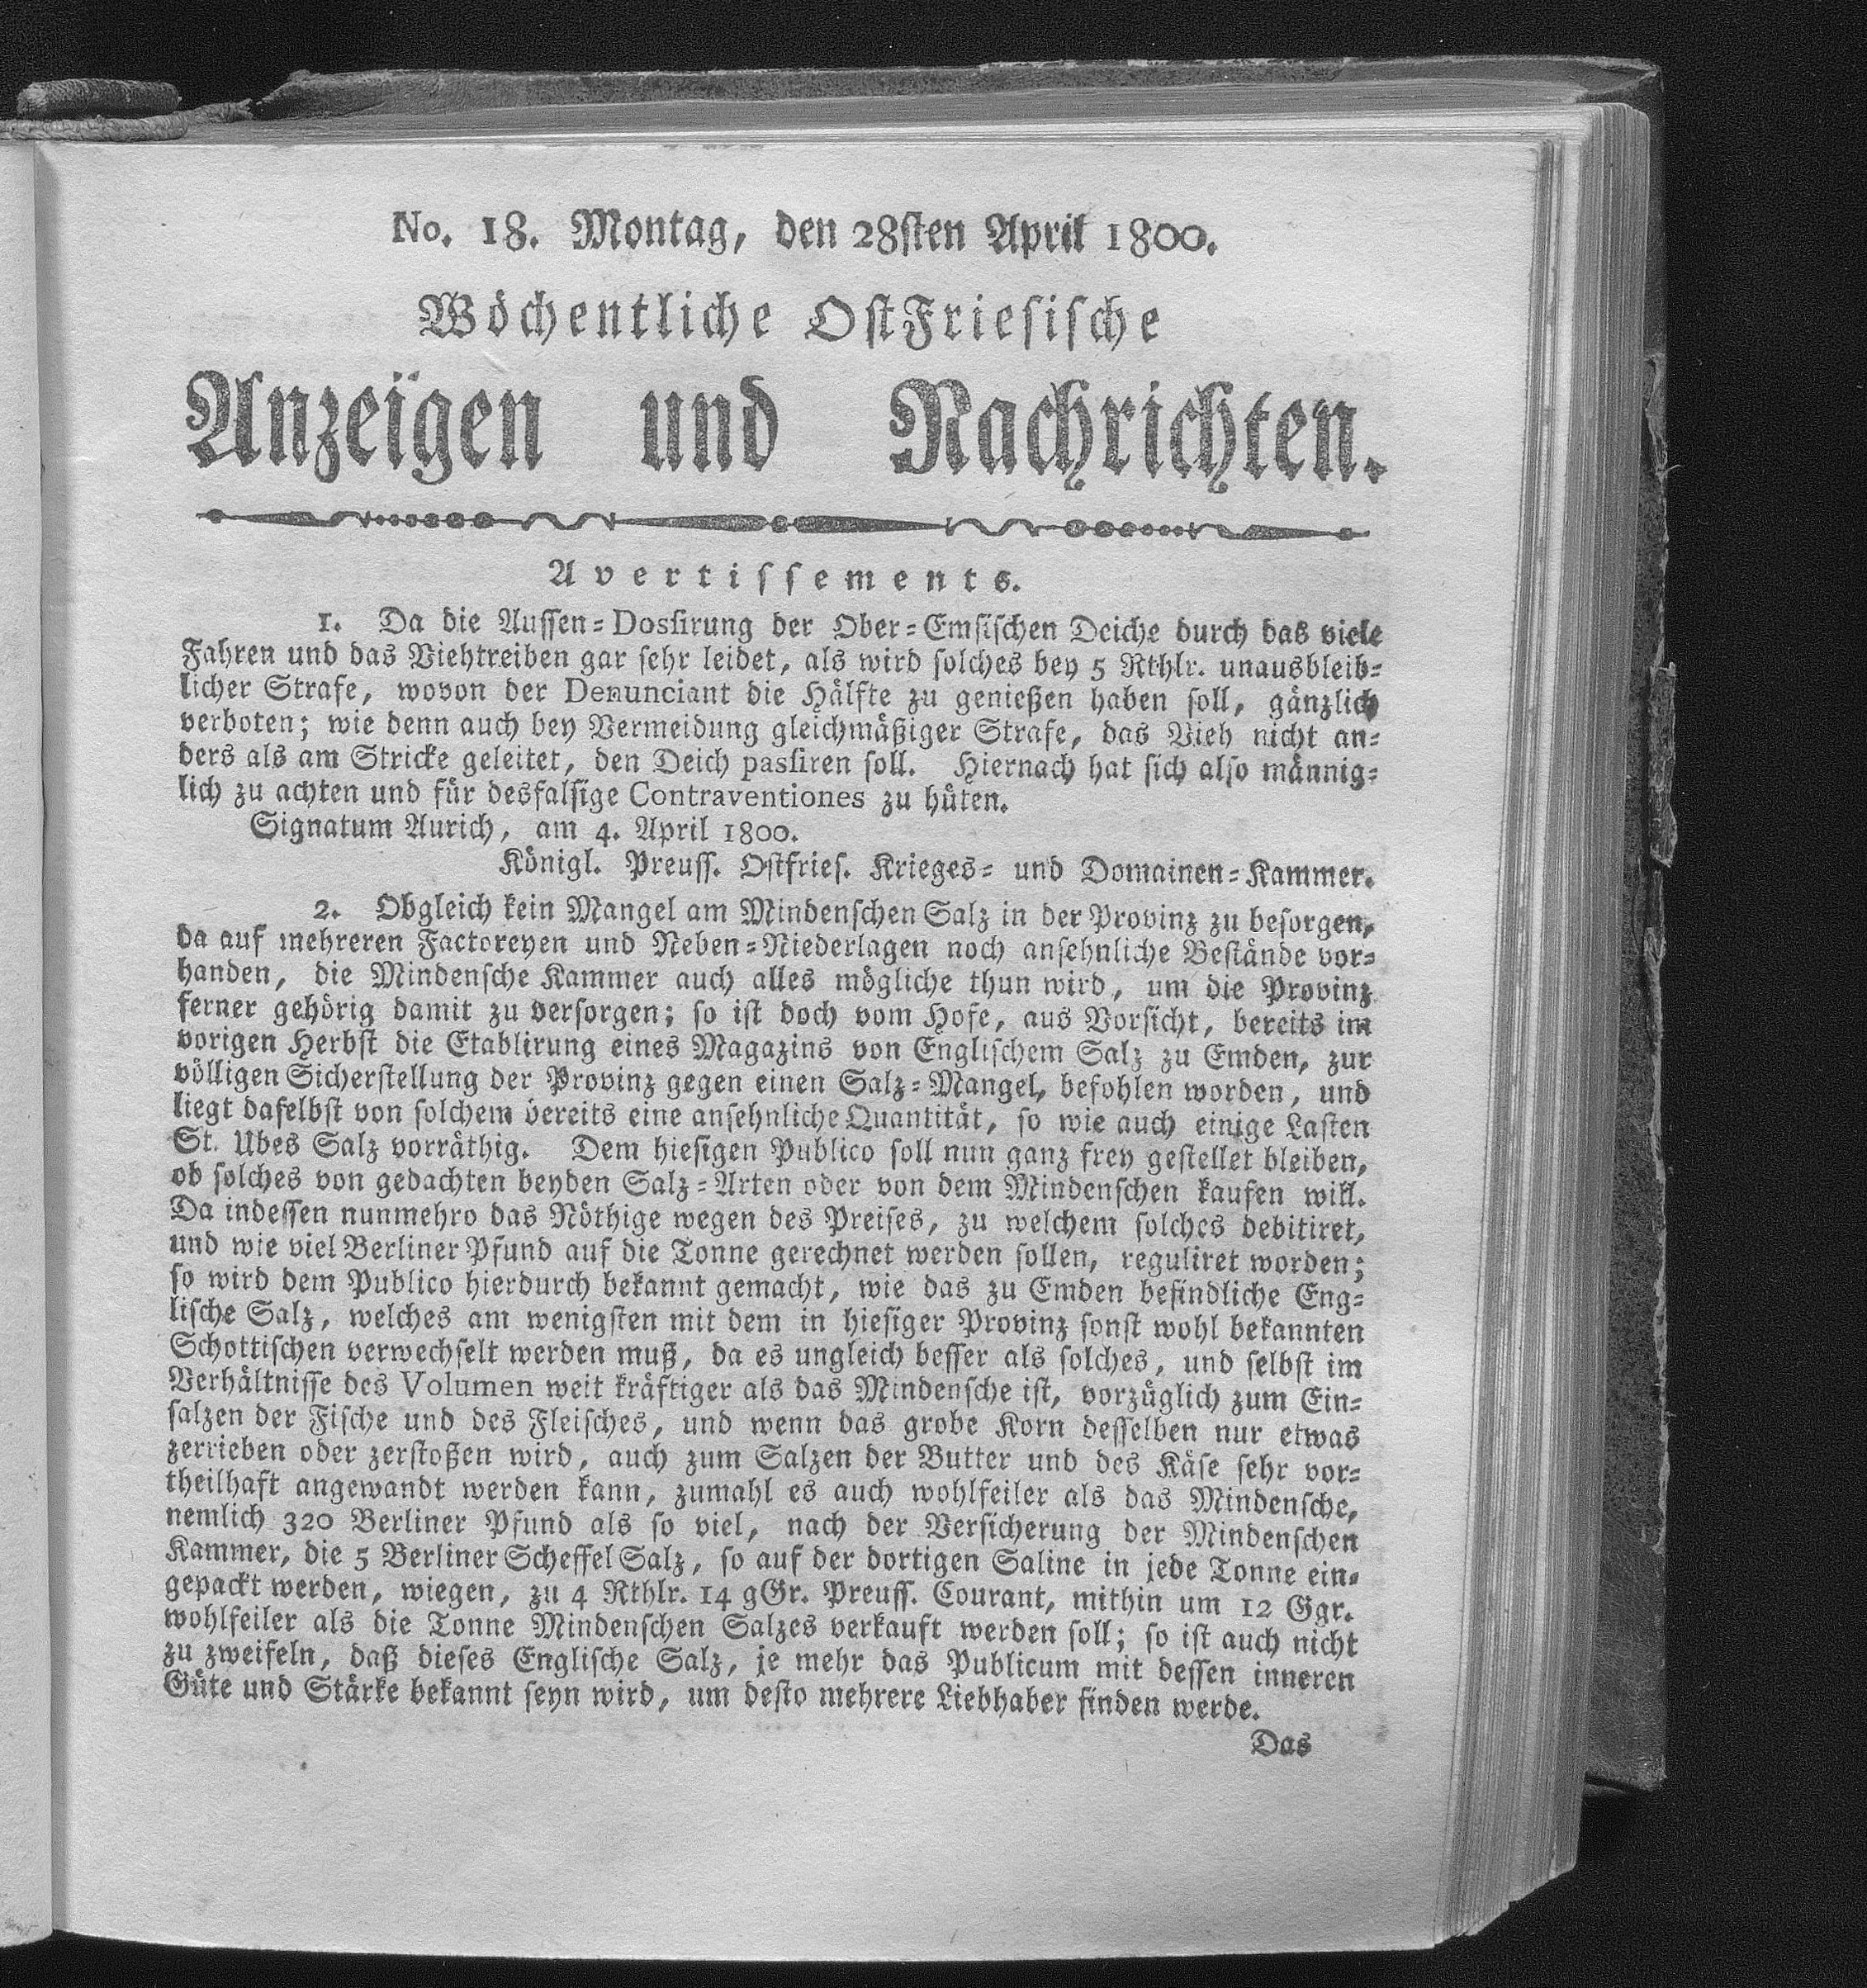 No. 18. Montag, den 28sten April 1800.
Wöchentliche OstFriesische
Anzeigen und Nachrichten.
Avertissements.
1. Da die Aussen-Dossirung der Ober-Emsischen Deiche durch das viele
Fahren und das Viehtreiben gar sehr leidet, als wird solches bey 5 Rthlr. unausbleib-
licher Strafe, wovon der Denunciant die Hälfte zu genießen haben soll, gänzlich
verboten; wie denn auch bey Vermeidung gleichmäßiger Strafe, das Vieh nicht an-
ders als am Stricke geleitet, den Deich passiren soll. Hiernach hat sich also männig-
lich zu achten und für desfalsige Contraventiones zu hüten.
Signatum Aurich, am 4. April 1800.
Königl. Preuss. Ostfries. Krieges- und Domainen-Kammer.
2. Obgleich kein Mangel am Mindenschen Salz in der Provinz zu besorgen,
da auf mehreren Factoreyen und Neben-Niederlagen noch ansehnliche Bestände vor-
handen, die Mindensche Kammer auch alles mögliche thun wird, um die Provinz
ferner gehörig damit zu versorgen; so ist doch vom Hofe, aus Vorsicht, bereits im
vorigen Herbst die Etablirung eines Magazins von Englischem Salz zu Emden, zur
völligen Sicherstellung der Provinz gegen einen Salz-Mangel, befohlen worden, und
liegt daselbst von solchem bereits eine ansehnliche Quantität, so wie auch einige Lasten
St. Ubes Salz vorräthig. Dem hiesigen Publico soll nun ganz frey gestellet bleiben,
ob solches von gedachten beyden Salz-Arten oder von dem Mindenschen kaufen will.
Da indessen nunmehro das Nöthige wegen des Preises, zu welchem solches debitiret,
und wie viel Berliner Pfund auf die Tonne gerechnet werden sollen, reguliret worden;
so wird dem Publico hierdurch bekannt gemacht, wie das zu Emden befindliche Eng-
lische Salz, welches am wenigsten mit dem in hiesiger Provinz sonst wohl bekannten
Schottischen verwechselt werden muß, da es ungleich besser als solches, und selbst im
Verhältnisse des Volumen weit kräftiger als das Mindensche ist, vorzüglich zum Ein-
salzen der Fische und des Fleisches, und wenn das grobe Korn desselben nur etwas
zerrieben oder zerstoßen wird, auch zum Salzen der Butter und des Käse sehr vor-
theilhaft angewandt werden kann, zumahl es auch wohlfeiler als das Mindensche,
nemlich 320 Berliner Pfund als so viel, nach der Versicherung der Mindenschen
Kammer, die 5 Berliner Scheffel Salz, so auf der dortigen Saline in jede Tonne ein-
gepackt werden, wiegen, zu 4 Rthlr. 14 gGr. Preuss. Courant, mithin um 12 Ggr.
wohlfeiler als die Tonne Mindenschen Salzes verkauft werden soll; so ist auch nicht
zu zweifeln, daß dieses Englische Salz, je mehr das Publicum mit dessen inneren
Güte und Stärke bekannt seyn wird, um desto mehrere Liebhaber finden werde.
Das